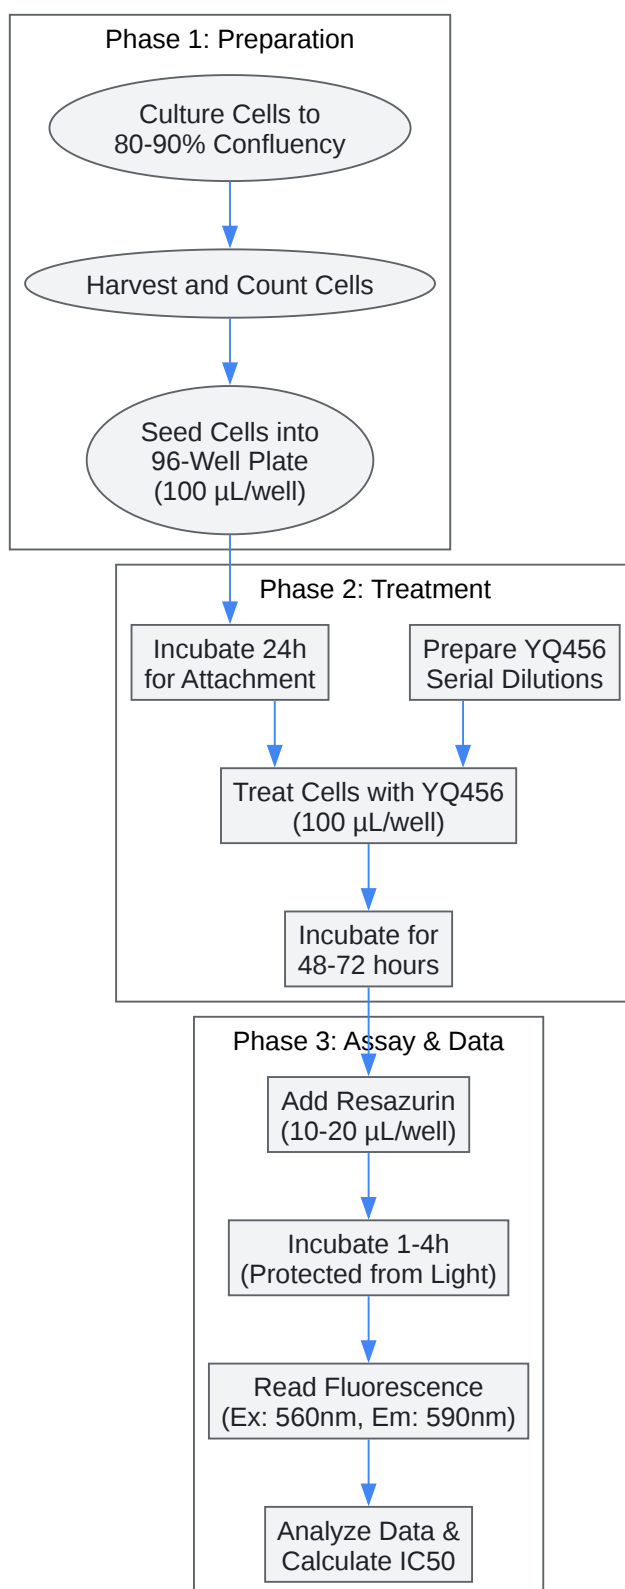 Phase 1: Preparation
Culture Cells to
80-90% Confluency
Harvest and Count Cells
Seed Cells into
96-Well Plate
(100 µL/well)
Phase 2: Treatment
Incubate 24h
for Attachment
Prepare YQ456
Serial Dilutions
Treat Cells with YQ456
(100 µL/well)
Incubate for
48-72 hours
Phase 3: Assay & Data
Add Resazurin
(10-20 µL/well)
Incubate 1-4h
(Protected from Light)
Read Fluorescence
(Ex: 560nm, Em: 590nm)
Analyze Data &
Calculate IC50